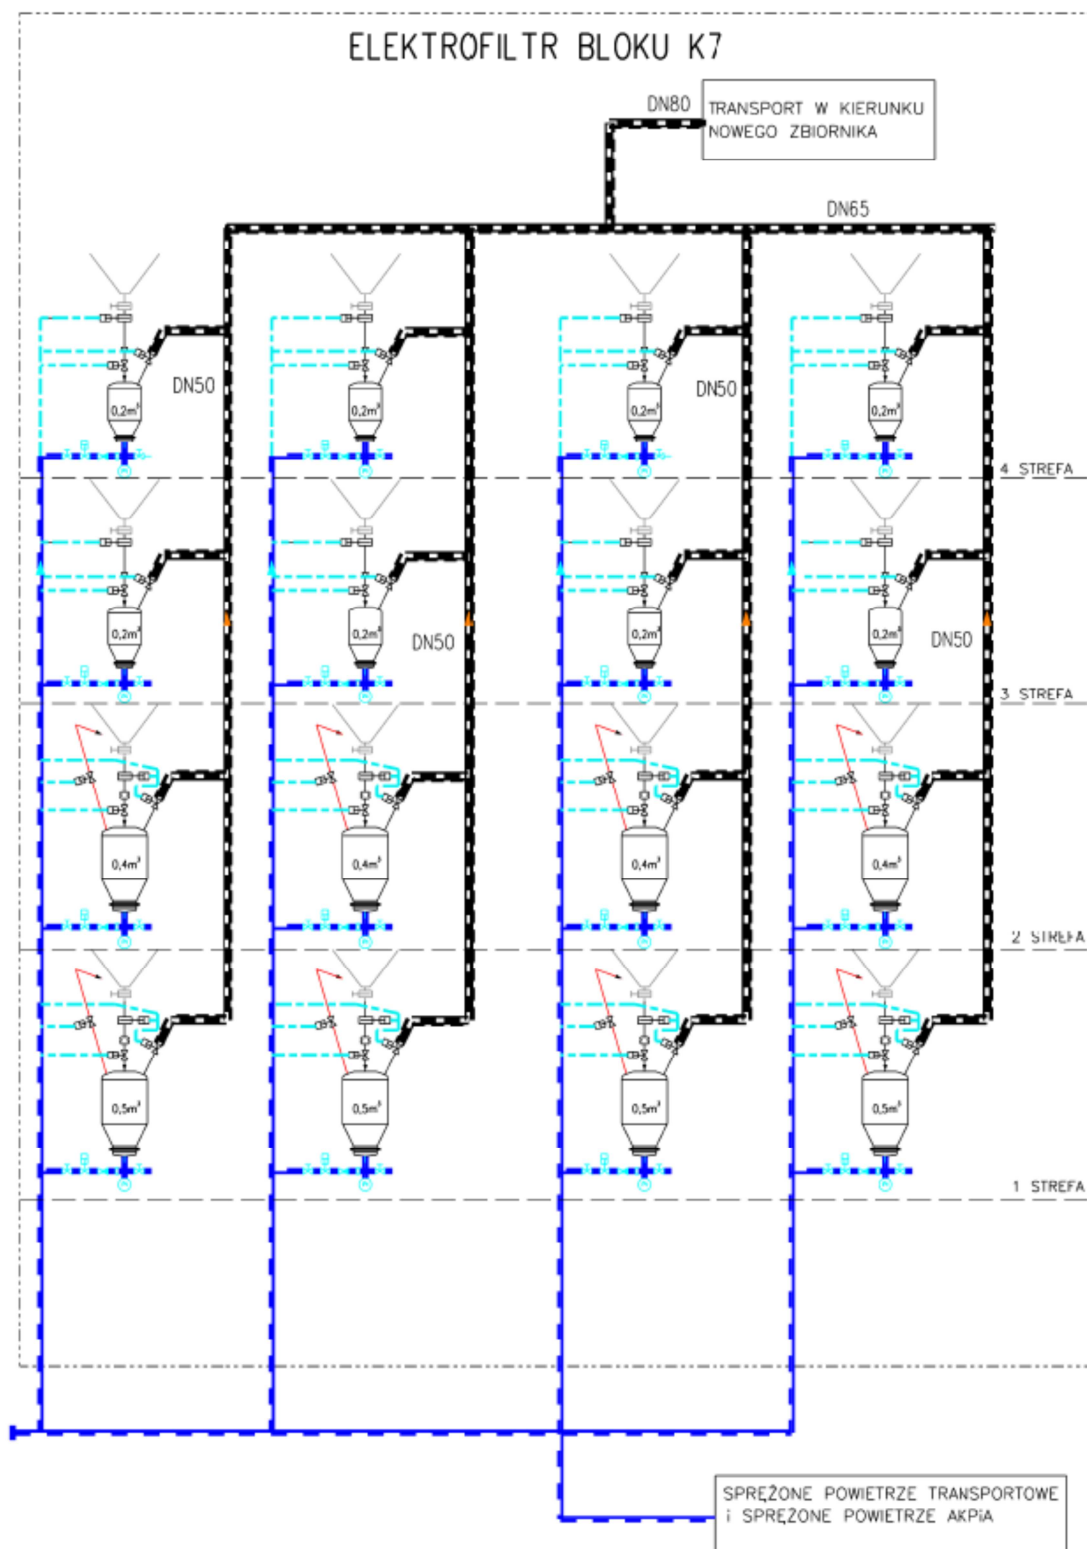 ELEKTROFILTR BLOKU K7
DN80
TRANSPORT W KIERUNKU
NOWEGO ZBIORNIKA
DN65
DN50
DN50
0,2m³
0,2m³
0,2m³
0,2m³
4 STREFA
0,2m³
0,2m³
0,2m³
0,2m³
DN50
DN50
3 STREFA
0,4m³
0,4m³
0,4m³
0,4m³
2 STREFA
0,5m³
0,5m³
0,5m³
0,5m³
1 STREFA
SPRĘŻONE POWIETRZE TRANSPORTOWE
i SPRĘŻONE POWIETRZE AKPiA